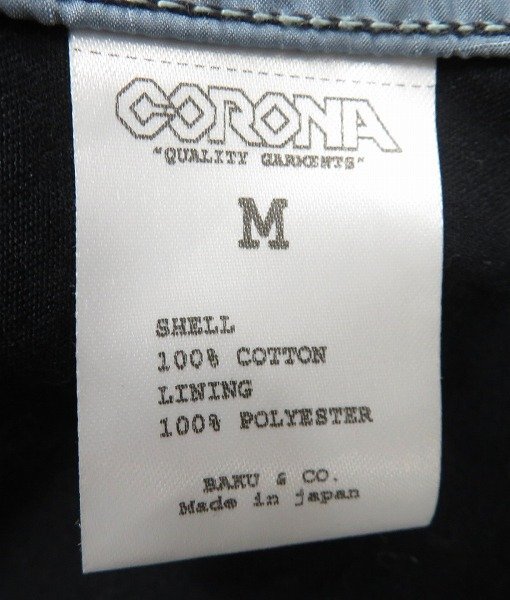 CORONA
"QUALITY GARMENTS"
M
SHELL
100% COTTON
LINING
100% POLYESTER
BAKU & CO.
Made in japan